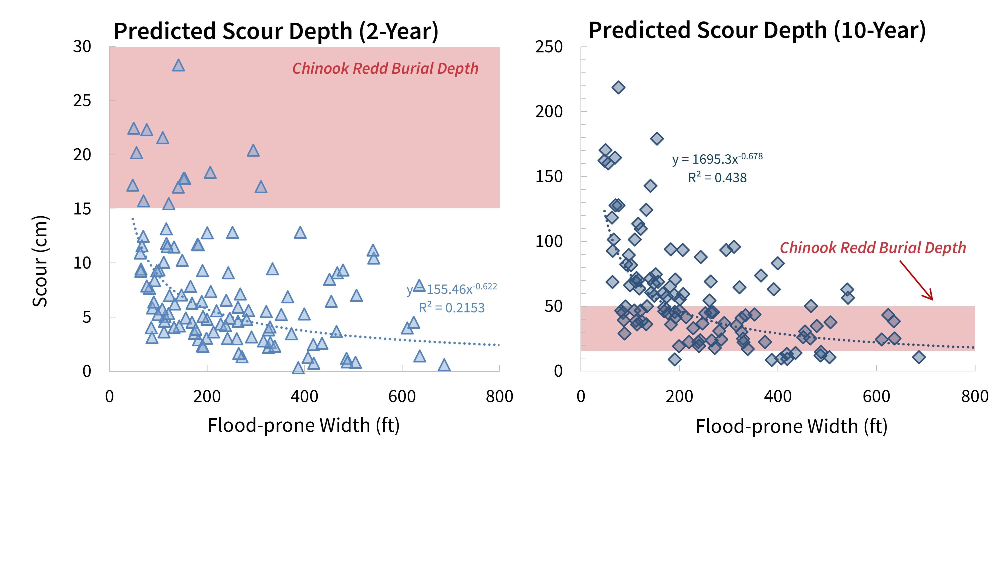 Predicted Scour Depth (2-Year)
30
25
20
15
10
5
0
Scour (cm)
Chinook Redd Burial Depth
y = 155.46x^-0.622
R² = 0.2153
0 200 400 600 800
Flood-prone Width (ft)
Predicted Scour Depth (10-Year)
250
200
150
100
50
0
y = 1695.3x^-0.678
R² = 0.438
Chinook Redd Burial Depth
0 200 400 600 800
Flood-prone Width (ft)